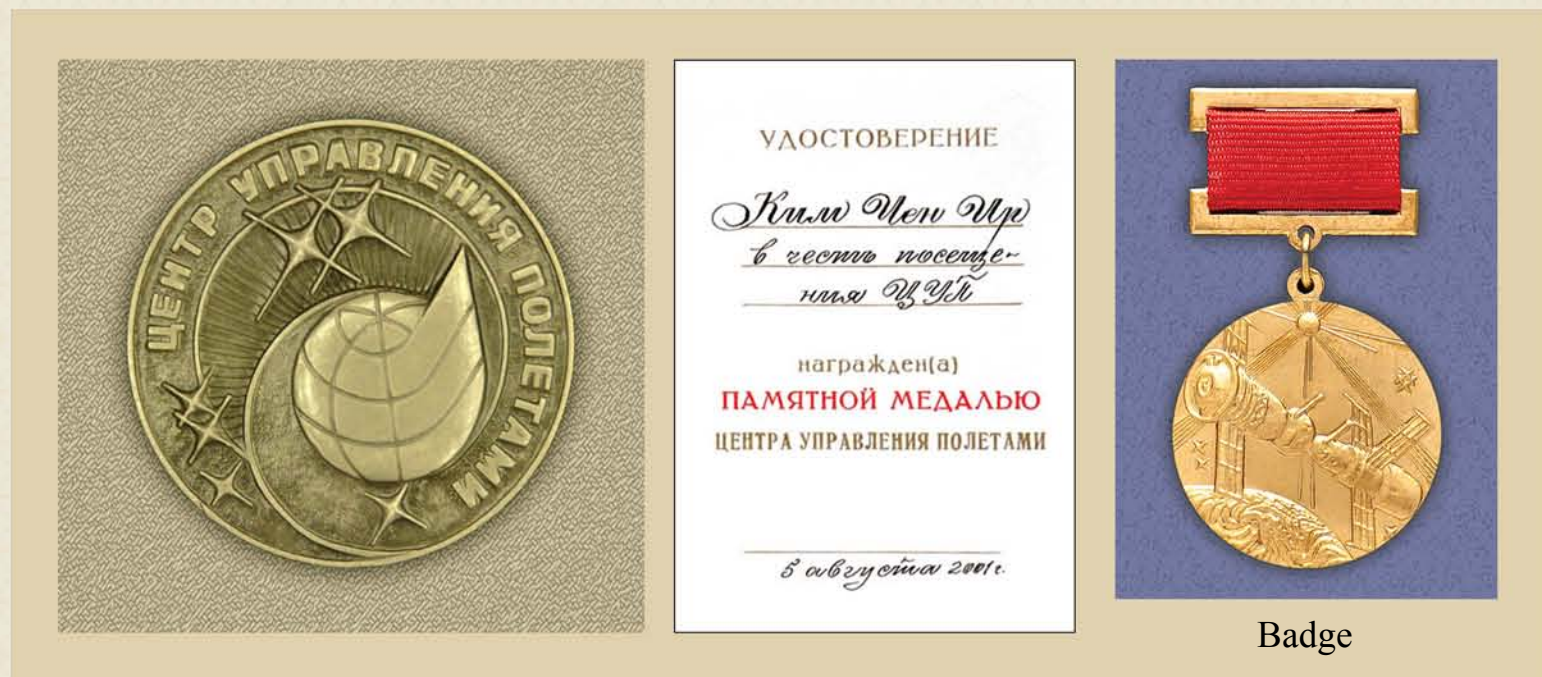 ЦЕНТР УПРАВЛЕНИЯ ПОЛЕТАМИ
УДОСТОВЕРЕНИЕ
Ким Чен Ир
в честь посеще-
ния ЦУП
награжден(а)
ПАМЯТНОЙ МЕДАЛЬЮ
ЦЕНТРА УПРАВЛЕНИЯ ПОЛЕТАМИ
5 августа 2001 г.
Badge